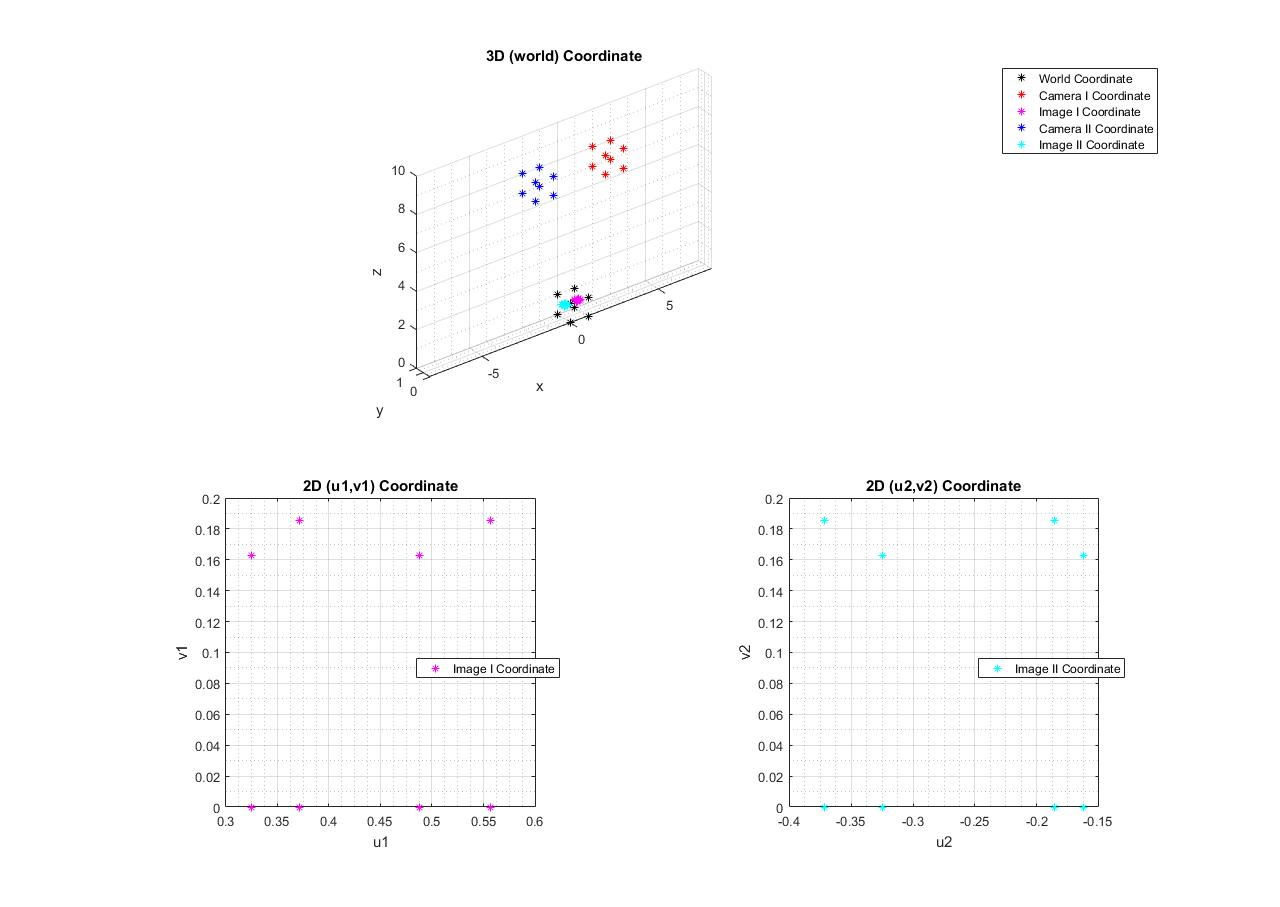 3D (world) Coordinate
World Coordinate
Camera I Coordinate
Image I Coordinate
Camera II Coordinate
Image II Coordinate
10
8
6
4
2
0
z
1
0
y
-5
0
5
x
2D (u1,v1) Coordinate
0.2
0.18
0.16
0.14
0.12
0.1
0.08
0.06
0.04
0.02
0
v1
Image I Coordinate
0.3 0.35 0.4 0.45 0.5 0.55 0.6
u1
2D (u2,v2) Coordinate
0.2
0.18
0.16
0.14
0.12
0.1
0.08
0.06
0.04
0.02
0
v2
Image II Coordinate
-0.4 -0.35 -0.3 -0.25 -0.2 -0.15
u2